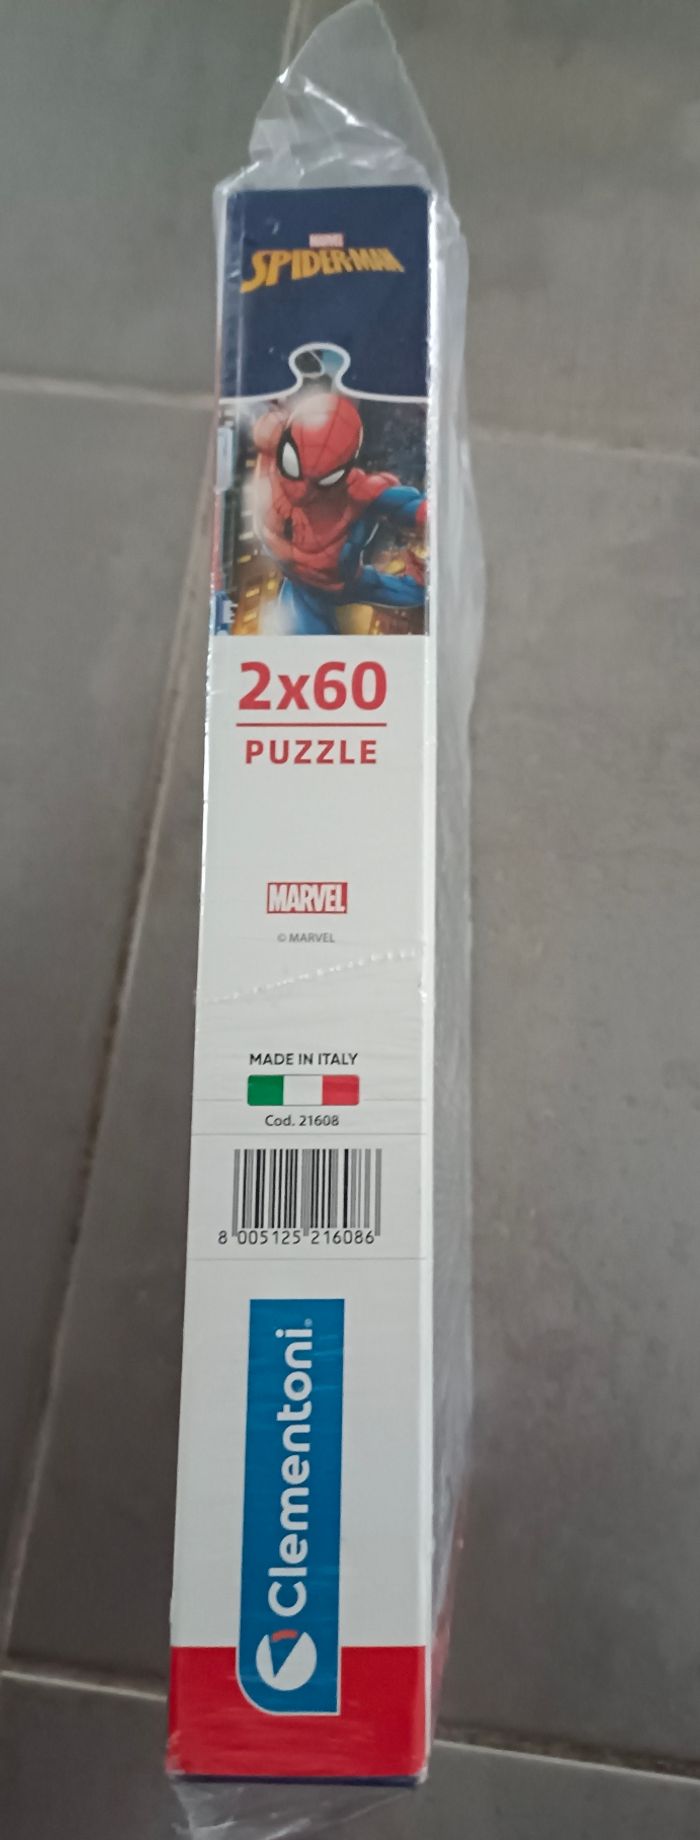 MARVEL
SPIDER-MAN
E
2x60
PUZZLE
MARVEL
© MARVEL
MADE IN ITALY
Cod. 21608
8 005125 216086
Clementoni®